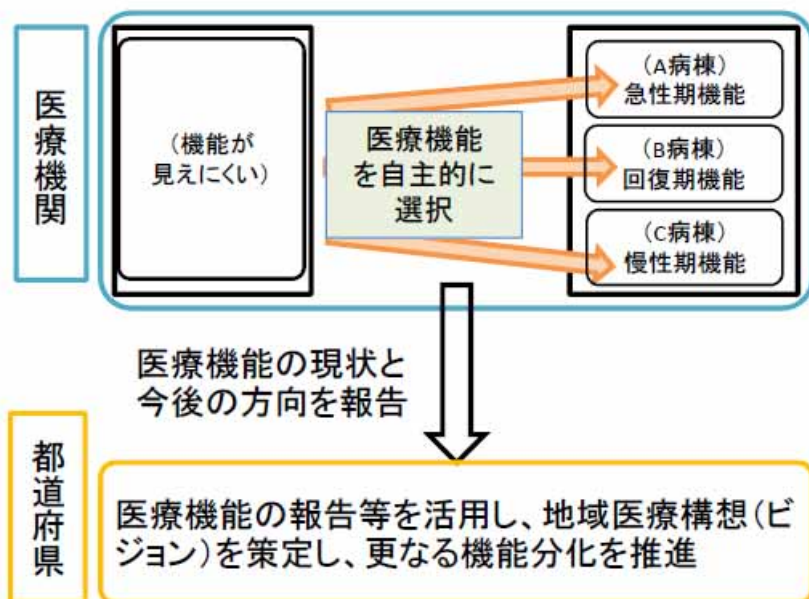 医療機関
(機能が
見えにくい)
医療機能
を自主的に
選択
(A病棟)
急性期機能
(B病棟)
回復期機能
(C病棟)
慢性期機能
医療機能の現状と
今後の方向を報告
都道府県
医療機能の報告等を活用し、地域医療構想(ビ
ジョン)を策定し、更なる機能分化を推進